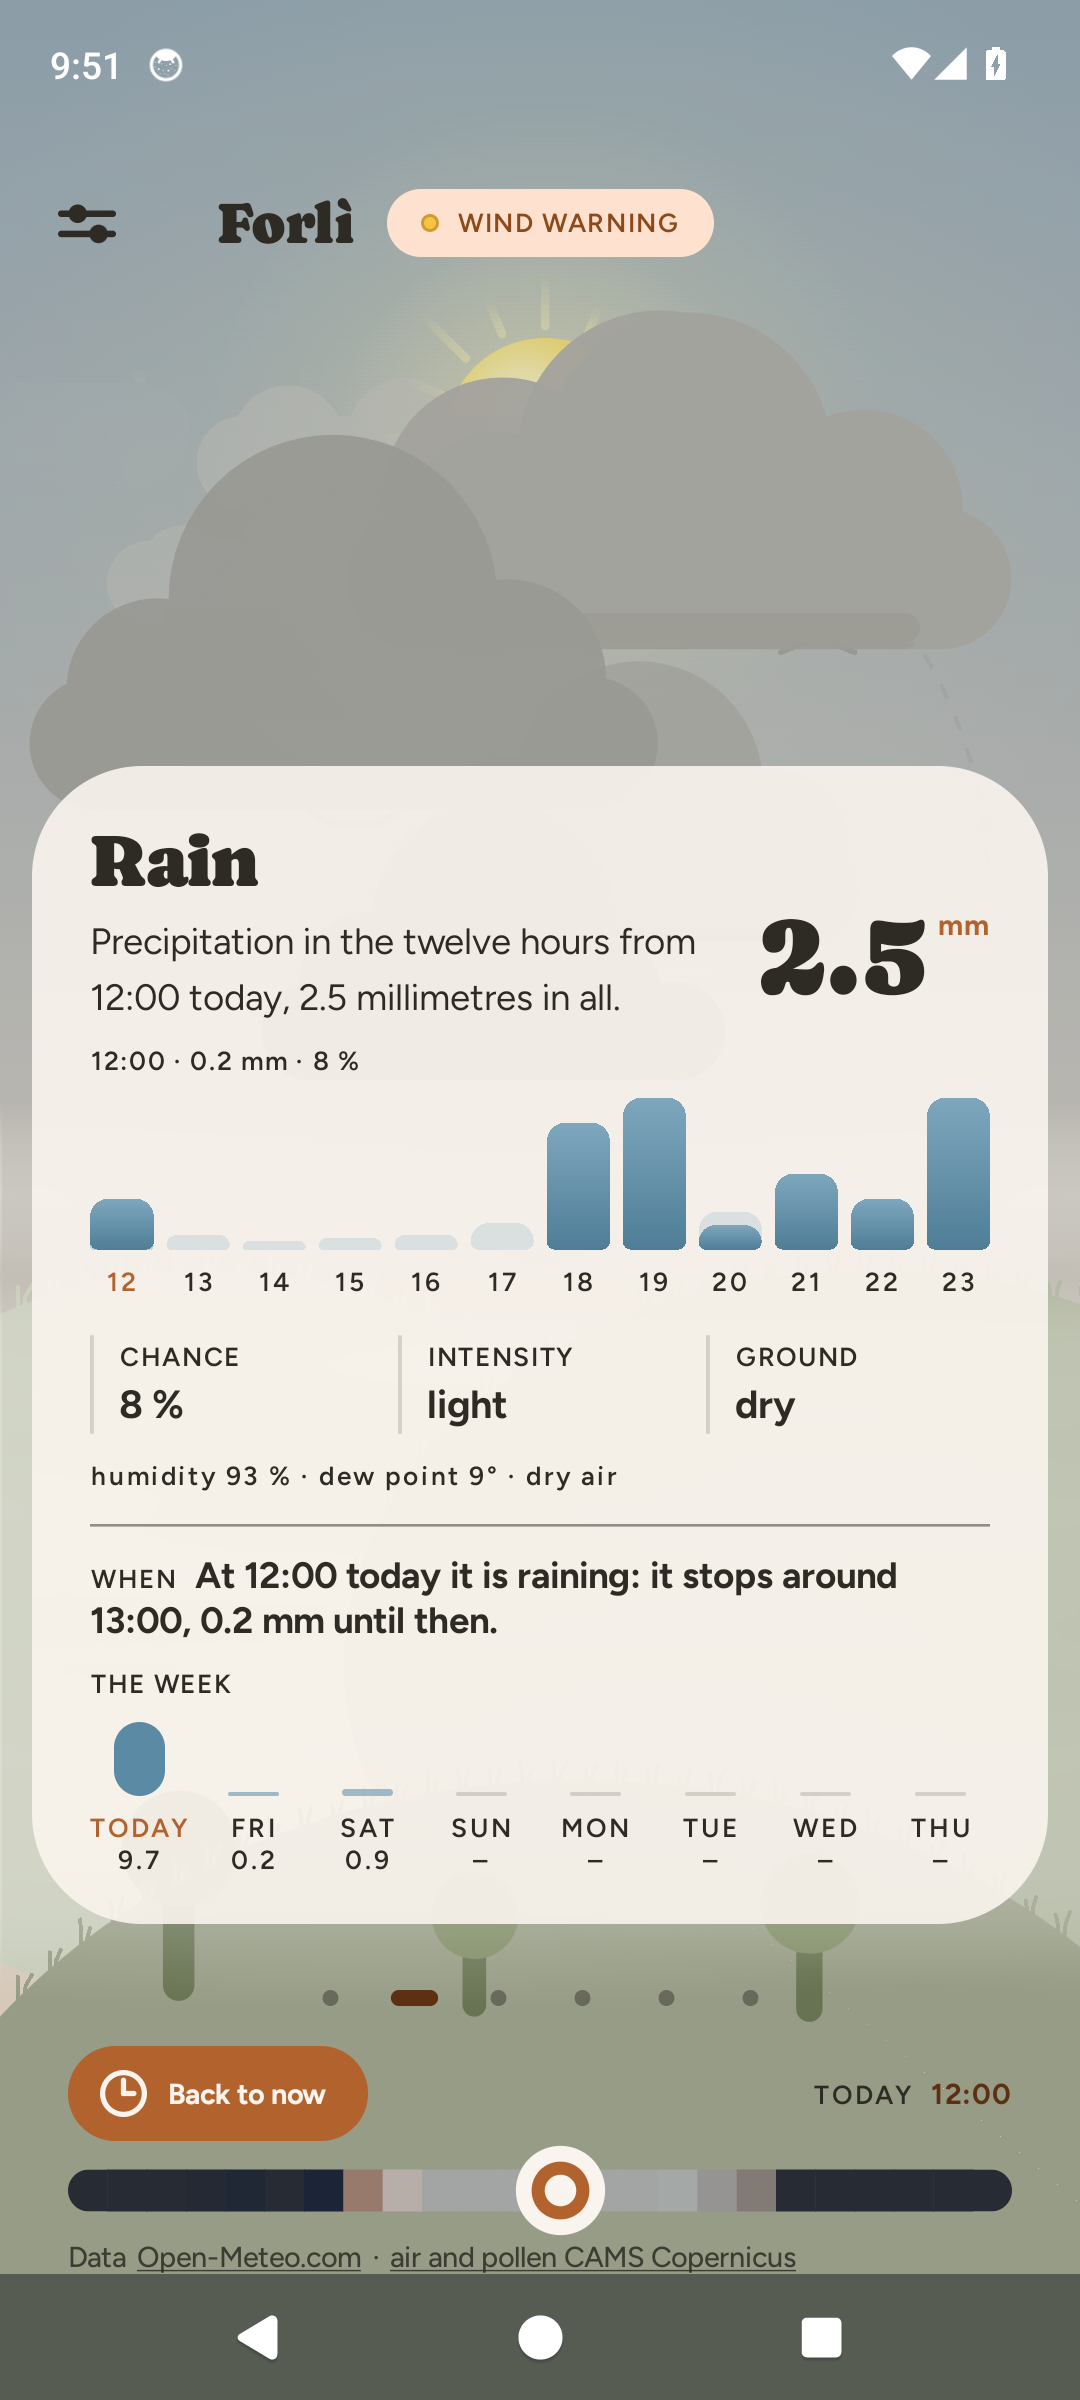 9:51
Forlì
WIND WARNING
Rain
Precipitation in the twelve hours from
12:00 today, 2.5 millimetres in all.
2.5 mm
12:00 · 0.2 mm · 8 %
12 13 14 15 16 17 18 19 20 21 22 23
CHANCE INTENSITY GROUND
8 % light dry
humidity 93 % · dew point 9° · dry air
WHEN At 12:00 today it is raining: it stops around
13:00, 0.2 mm until then.
THE WEEK
TODAY FRI SAT SUN MON TUE WED THU
9.7 0.2 0.9 – – – – –
Back to now
TODAY 12:00
Data Open-Meteo.com · air and pollen CAMS Copernicus